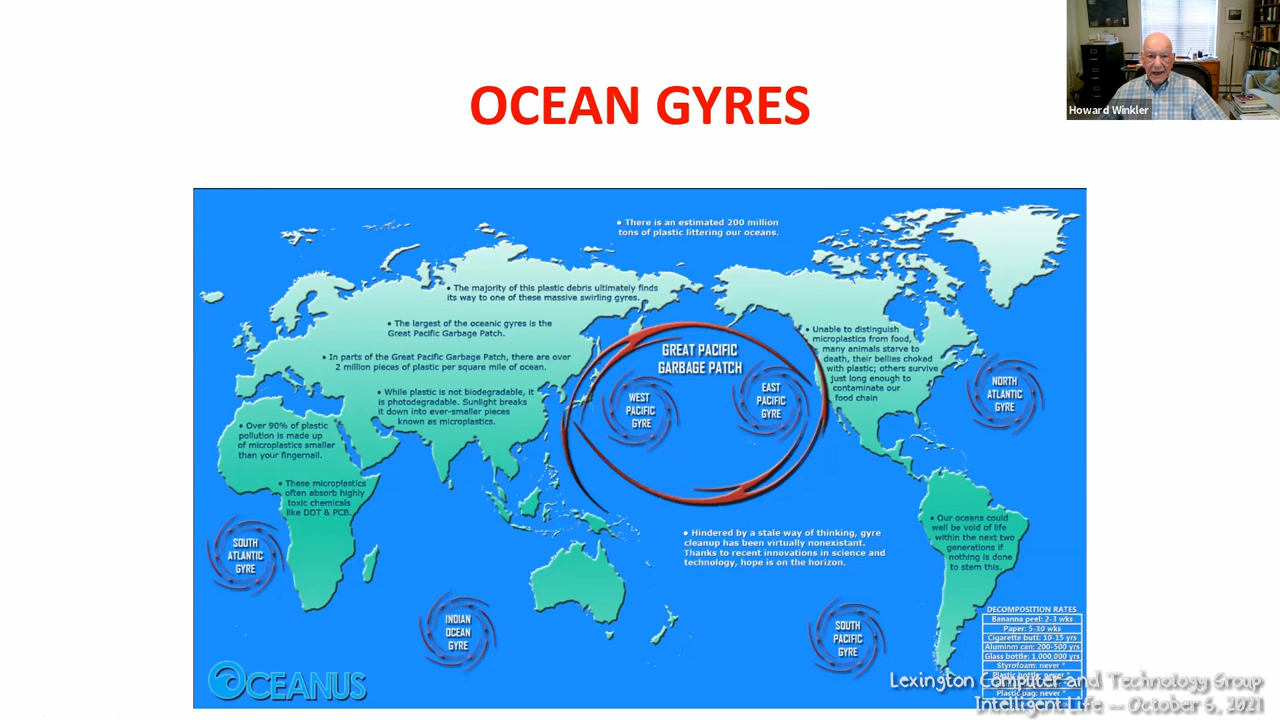 OCEAN GYRES
Howard Winkler
• There is an estimated 200 million
tons of plastic littering our oceans.
• The majority of this plastic debris ultimately finds
its way to one of these massive swirling gyres.
• The largest of the oceanic gyres is the
Great Pacific Garbage Patch.
• In parts of the Great Pacific Garbage Patch, there are over
2 million pieces of plastic per square mile of ocean.
• While plastic is not biodegradable, it
is photodegradable. Sunlight breaks
it down into ever-smaller pieces
known as microplastics.
• Over 90% of plastic
pollution is made up
of microplastics smaller
than your fingernail.
• These microplastics
often absorb highly
toxic chemicals
like DDT & PCB.
GREAT PACIFIC
GARBAGE PATCH
WEST
PACIFIC
GYRE
EAST
PACIFIC
GYRE
• Unable to distinguish
microplastics from food,
many animals starve to
death, their bellies choked
with plastic; others survive
just long enough to
contaminate our
food chain
NORTH
ATLANTIC
GYRE
SOUTH
ATLANTIC
GYRE
INDIAN
OCEAN
GYRE
• Hindered by a stale way of thinking, gyre
cleanup has been virtually nonexistant.
Thanks to recent innovations in science and
technology, hope is on the horizon.
• Our oceans could
well be void of life
within the next two
generations if
nothing is done
to stem this.
SOUTH
PACIFIC
GYRE
DECOMPOSITION RATES
Bananna peel: 2-3 wks
Paper: 5-10 wks
Cigarette butt: 10-15 yrs
Aluminm can: 200-500 yrs
Glass bottle: 1,000,000 yrs
Styrofoam: never *
Plastic bottle: never *
Plastic bag: never *
OCEANUS
Lexington Computer and Technology Group
Intelligent Life -- October 6, 2021